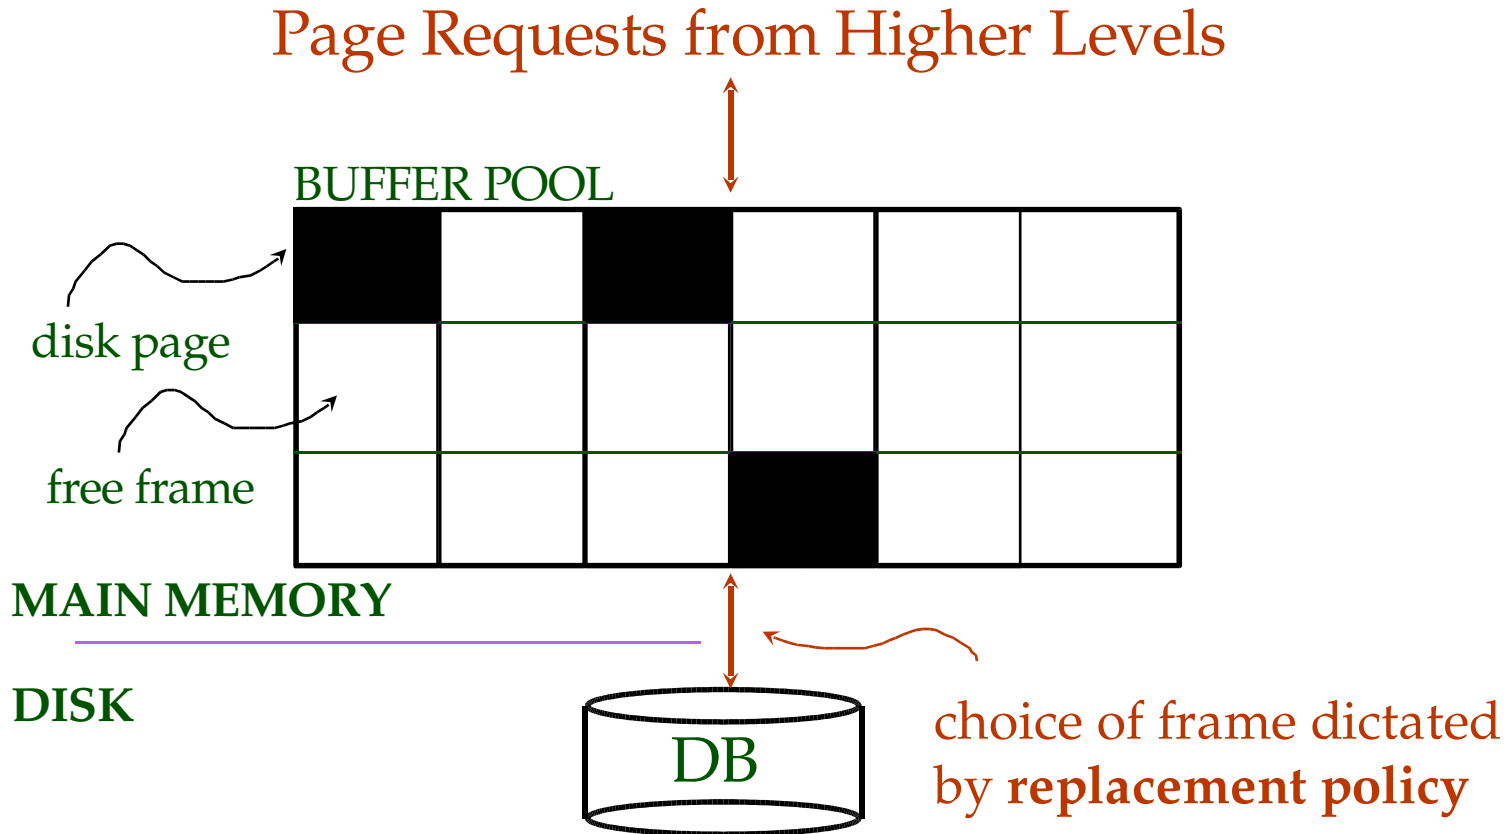 Page Requests from Higher Levels
BUFFER POOL
disk page
free frame
MAIN MEMORY
DISK
DB
choice of frame dictated
by replacement policy